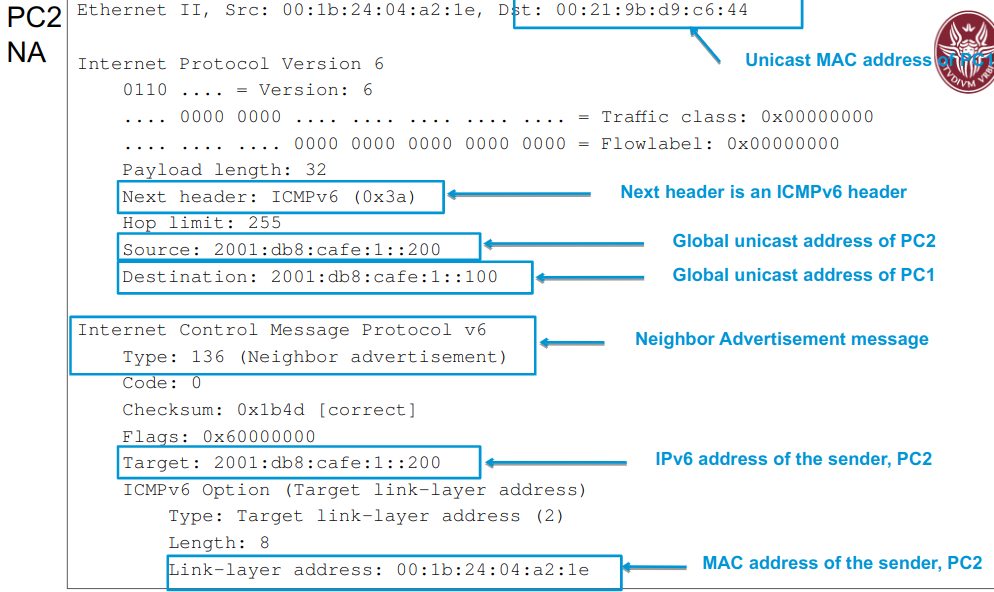 PC2
NA
Ethernet II, Src: 00:1b:24:04:a2:1e, Dst: 00:21:9b:d9:c6:44
Unicast MAC address of PC1
Internet Protocol Version 6
0110 .... = Version: 6
.... 0000 0000 .... .... .... .... .... = Traffic class: 0x00000000
.... .... .... 0000 0000 0000 0000 0000 = Flowlabel: 0x00000000
Payload length: 32
Next header: ICMPv6 (0x3a)
Next header is an ICMPv6 header
Hop limit: 255
Source: 2001:db8:cafe:1::200
Global unicast address of PC2
Destination: 2001:db8:cafe:1::100
Global unicast address of PC1
Internet Control Message Protocol v6
Type: 136 (Neighbor advertisement)
Neighbor Advertisement message
Code: 0
Checksum: 0x1b4d [correct]
Flags: 0x60000000
Target: 2001:db8:cafe:1::200
IPv6 address of the sender, PC2
ICMPv6 Option (Target link-layer address)
Type: Target link-layer address (2)
Length: 8
Link-layer address: 00:1b:24:04:a2:1e
MAC address of the sender, PC2